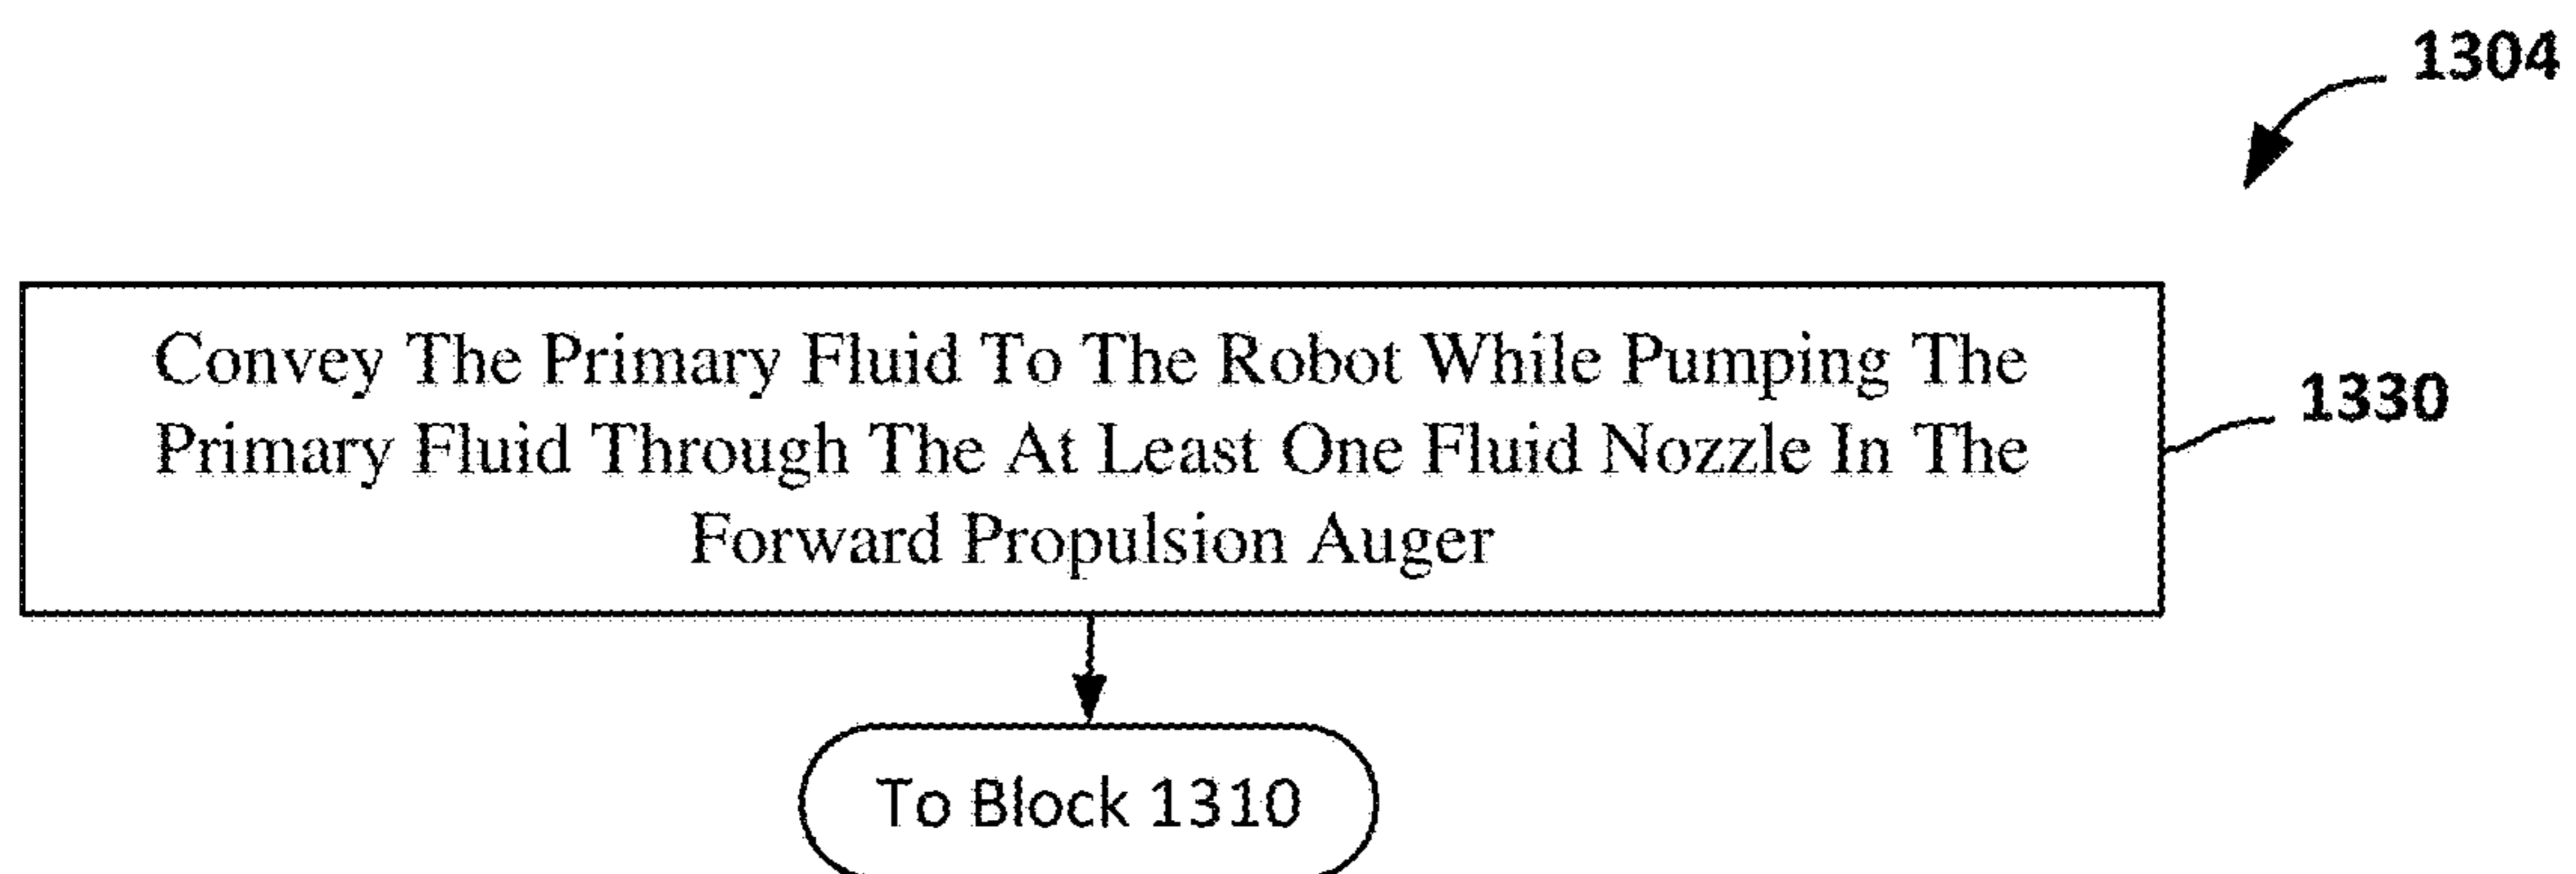 1304
Convey The Primary Fluid To The Robot While Pumping The
Primary Fluid Through The At Least One Fluid Nozzle In The
Forward Propulsion Auger
1330
To Block 1310